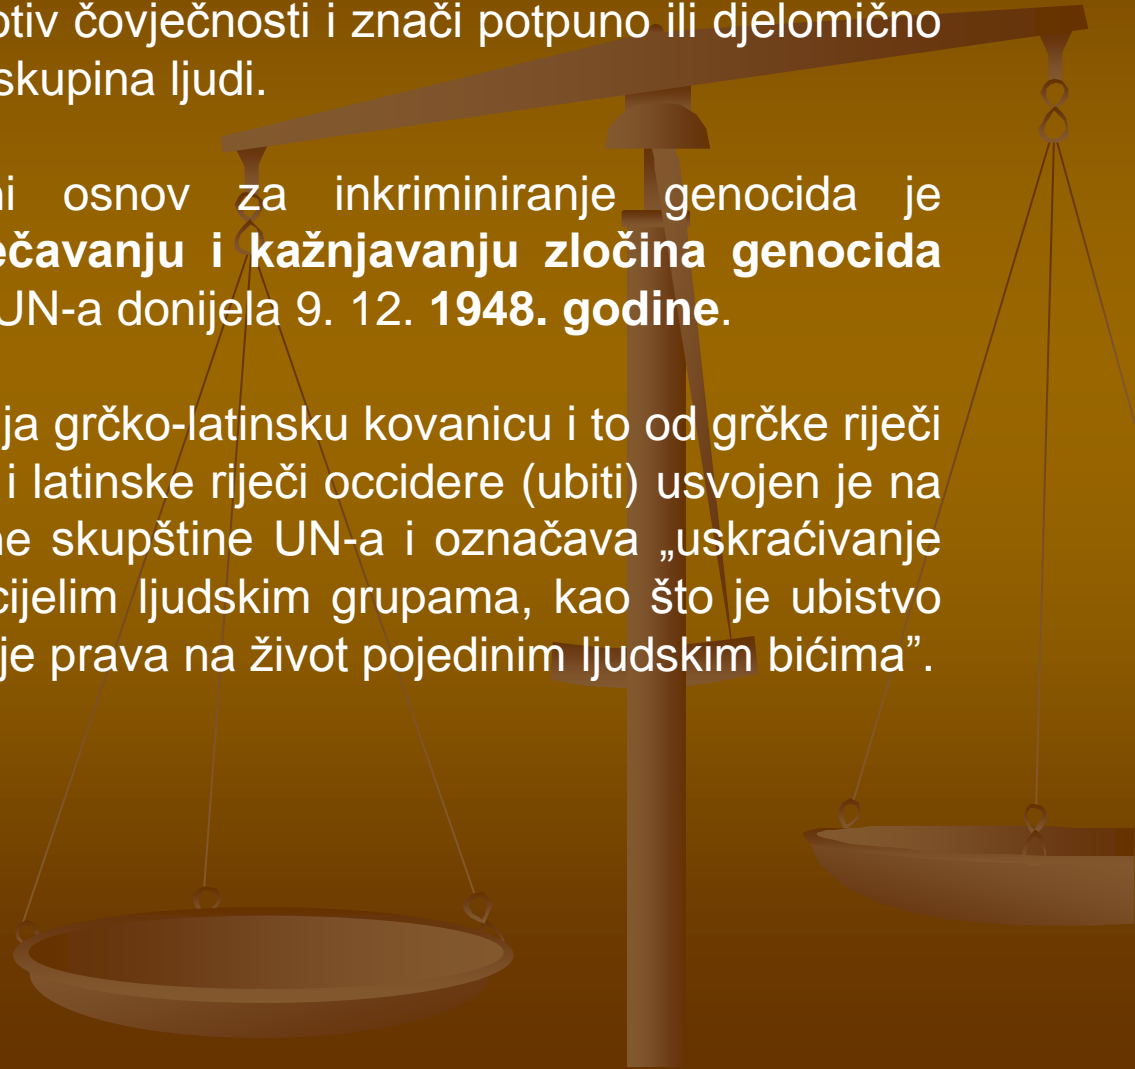 otiv čovječnosti i znači potpuno ili djelomično
skupina ljudi.
ni osnov za inkriminiranje genocida je
ečavanju i kažnjavanju zločina genocida
UN-a donijela 9. 12. 1948. godine.
ja grčko-latinsku kovanicu i to od grčke riječi
i latinske riječi occidere (ubiti) usvojen je na
ne skupštine UN-a i označava „uskraćivanje
cijelim ljudskim grupama, kao što je ubistvo
je prava na život pojedinim ljudskim bićima”.